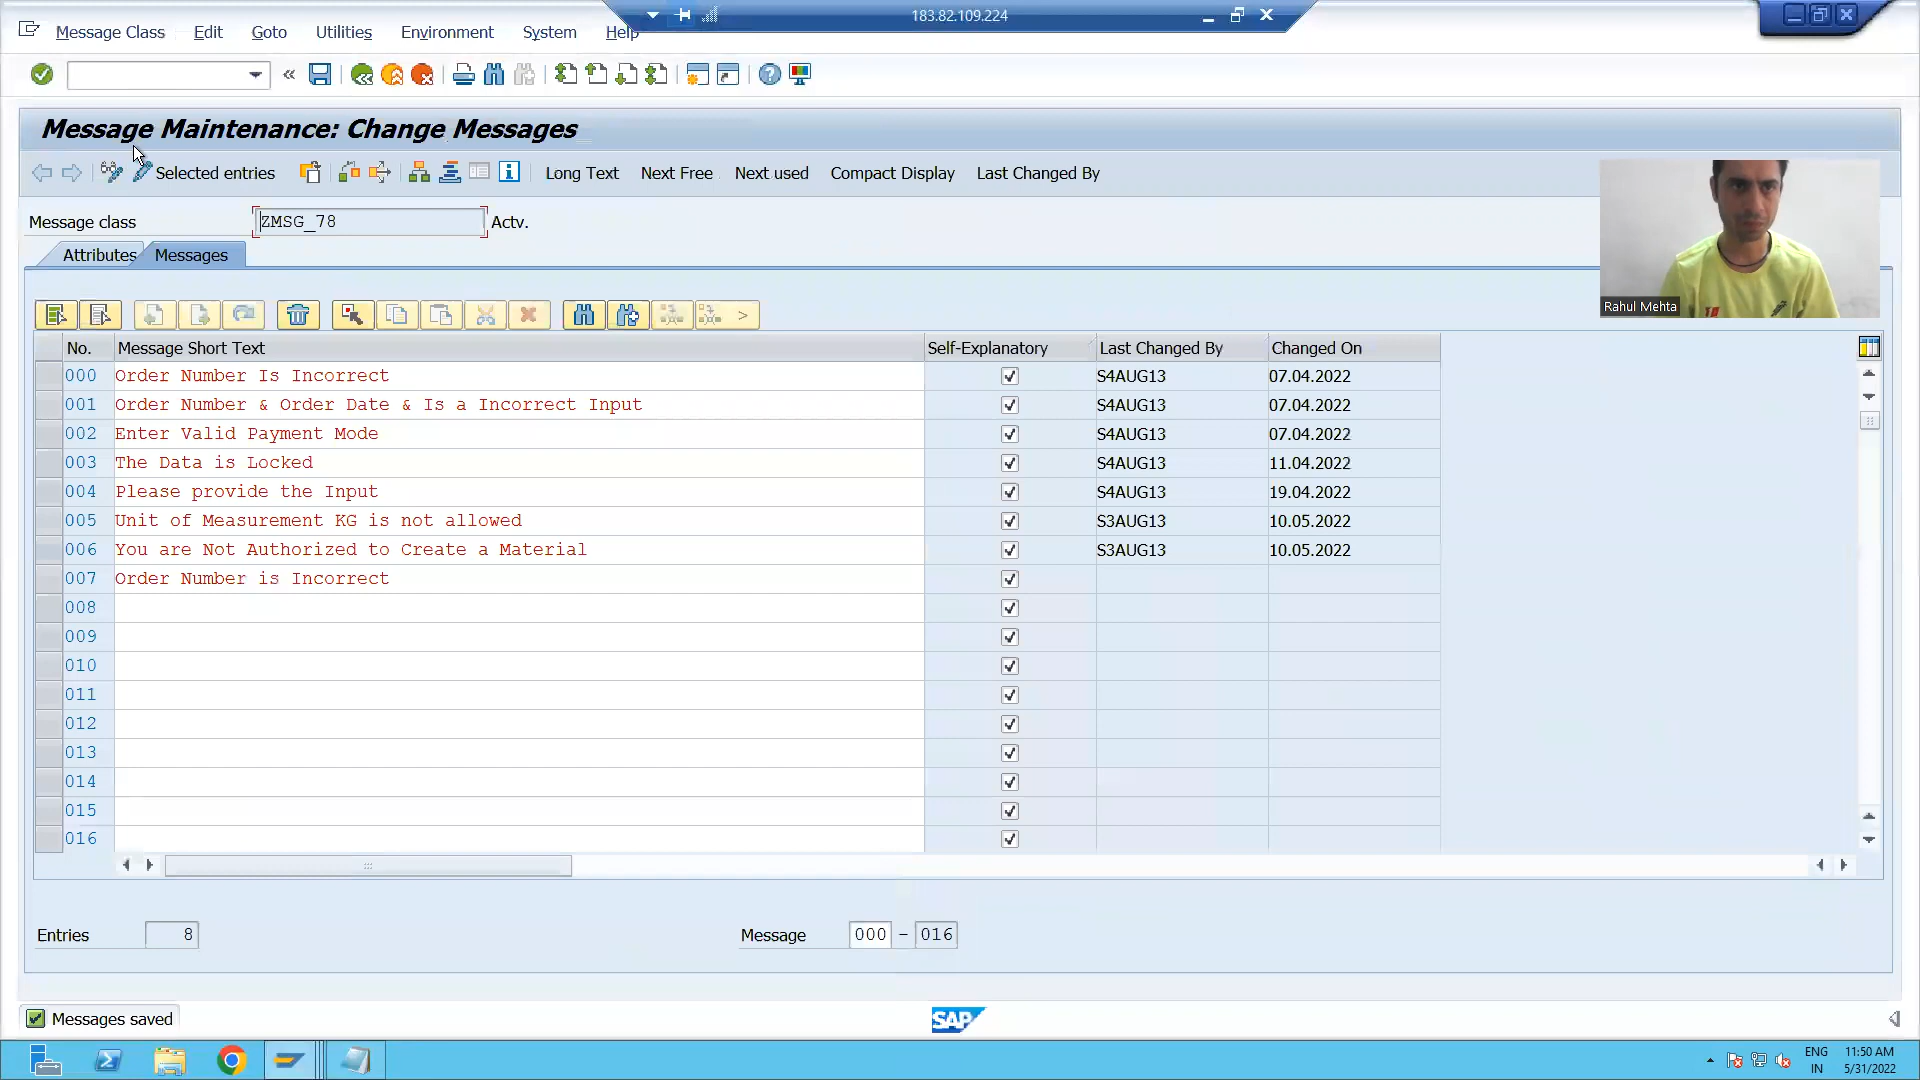 183.82.109.224
Message Class Edit Goto Utilities Environment System Help
Message Maintenance: Change Messages
Selected entries Long Text Next Free Next used Compact Display Last Changed By
Message class ZMSG_78 Actv.
Attributes Messages
Rahul Mehta
No. Message Short Text Self-Explanatory Last Changed By Changed On
000 Order Number Is Incorrect S4AUG13 07.04.2022
001 Order Number & Order Date & Is a Incorrect Input S4AUG13 07.04.2022
002 Enter Valid Payment Mode S4AUG13 07.04.2022
003 The Data is Locked S4AUG13 11.04.2022
004 Please provide the Input S4AUG13 19.04.2022
005 Unit of Measurement KG is not allowed S3AUG13 10.05.2022
006 You are Not Authorized to Create a Material S3AUG13 10.05.2022
007 Order Number is Incorrect
008
009
010
011
012
013
014
015
016
Entries 8 Message 000 - 016
Messages saved
SAP
ENG 11:50 AM
IN 5/31/2022